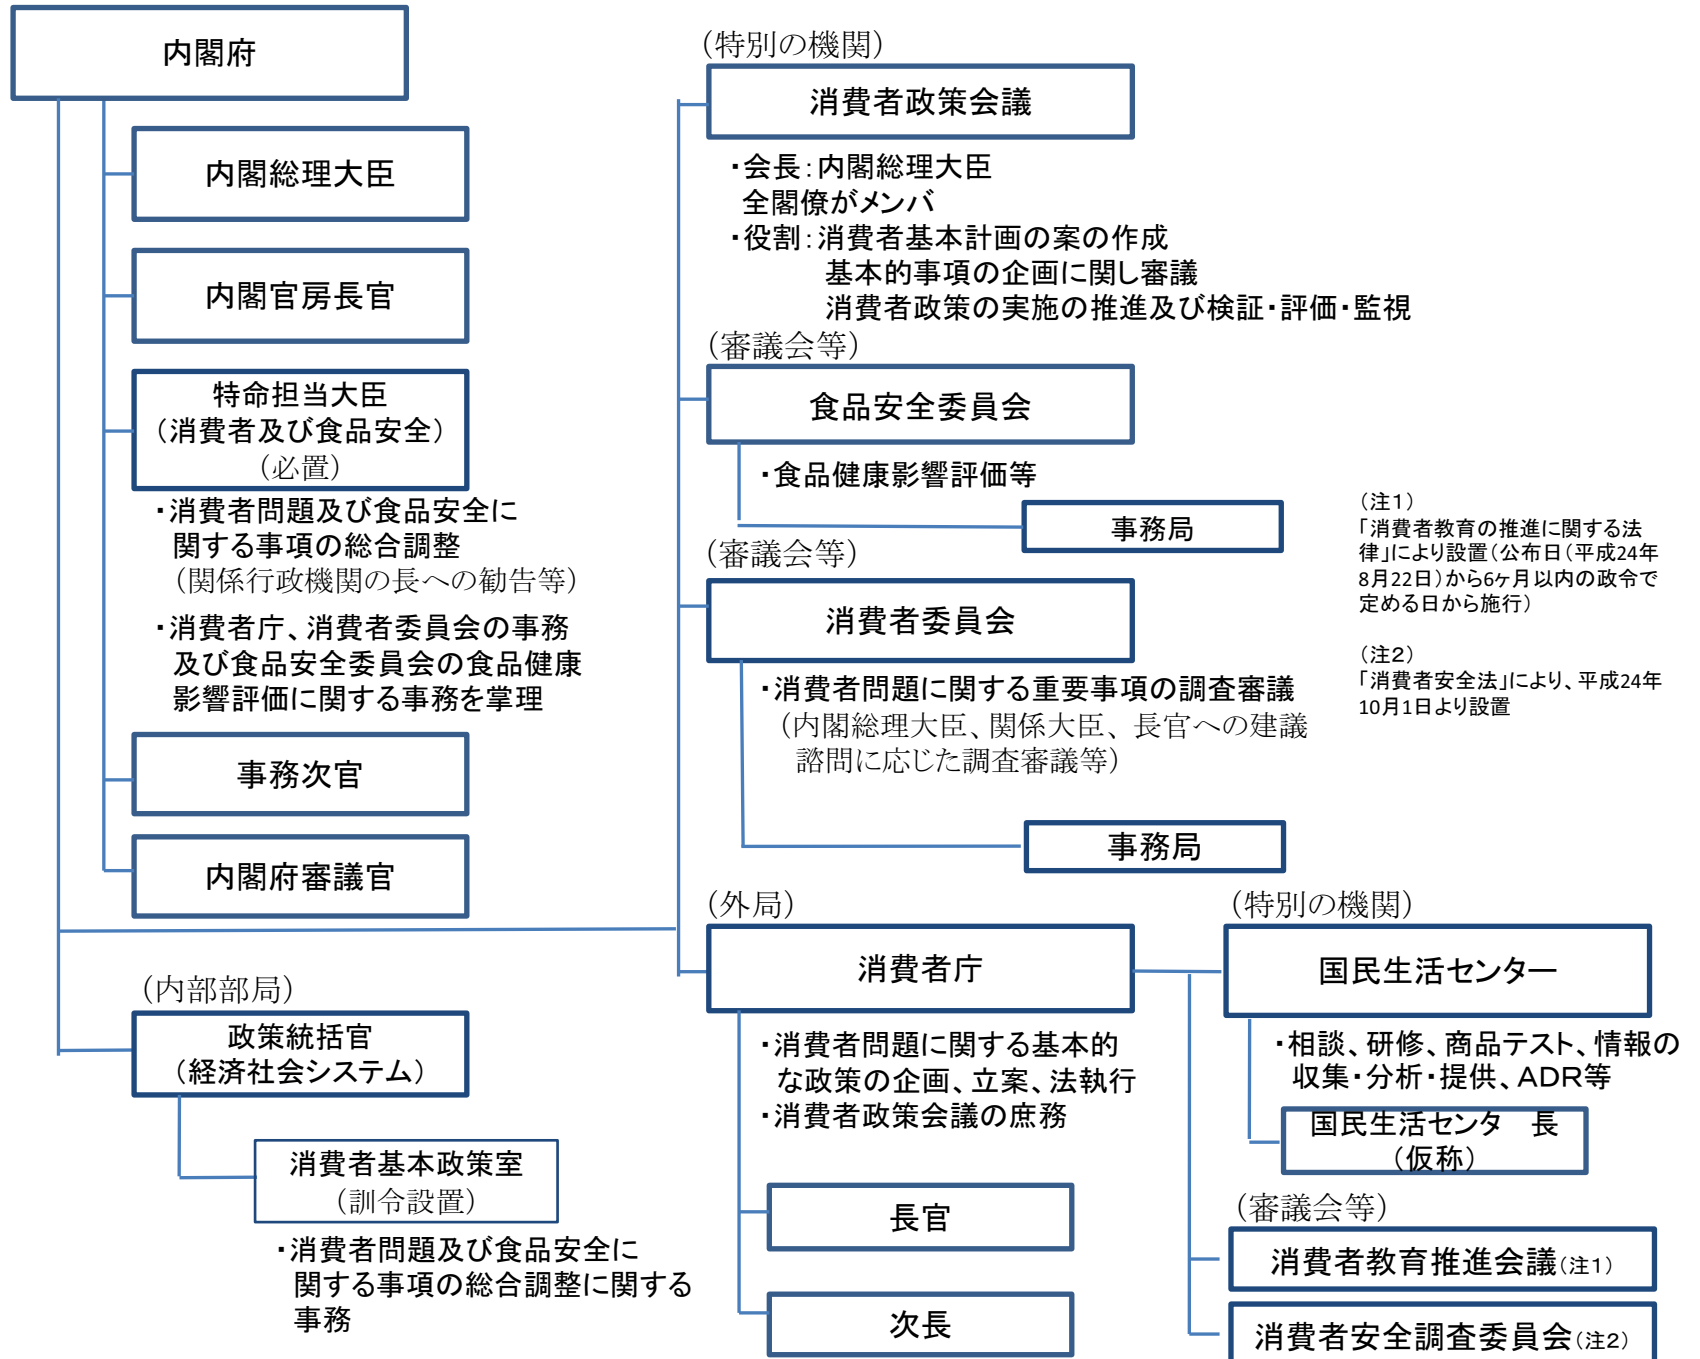 内閣府
内閣総理大臣
内閣官房長官
特命担当大臣
（消費者及び食品安全）
（必置）
・消費者問題及び食品安全に
関する事項の総合調整
（関係行政機関の長への勧告等）
・消費者庁、消費者委員会の事務
及び食品安全委員会の食品健康
影響評価に関する事務を掌理
事務次官
内閣府審議官
（内部部局）
政策統括官
（経済社会システム）
消費者基本政策室
（訓令設置）
・消費者問題及び食品安全に
関する事項の総合調整に関する
事務
（特別の機関）
消費者政策会議
・会長：内閣総理大臣
全閣僚がメンバ
・役割：消費者基本計画の案の作成
基本的事項の企画に関し審議
消費者政策の実施の推進及び検証・評価・監視
（審議会等）
食品安全委員会
・食品健康影響評価等
事務局
（審議会等）
消費者委員会
・消費者問題に関する重要事項の調査審議
（内閣総理大臣、関係大臣、長官への建議
諮問に応じた調査審議等）
事務局
（外局）
消費者庁
・消費者問題に関する基本的
な政策の企画、立案、法執行
・消費者政策会議の庶務
長官
次長
（注１）
「消費者教育の推進に関する法
律」により設置（公布日（平成24年
8月22日）から6ヶ月以内の政令で
定める日から施行）
（注２）
「消費者安全法」により、平成24年
10月1日より設置
（特別の機関）
国民生活センター
・相談、研修、商品テスト、情報の
収集・分析・提供、ＡＤＲ等
国民生活センタ　長
（仮称）
（審議会等）
消費者教育推進会議（注１）
消費者安全調査委員会（注２）